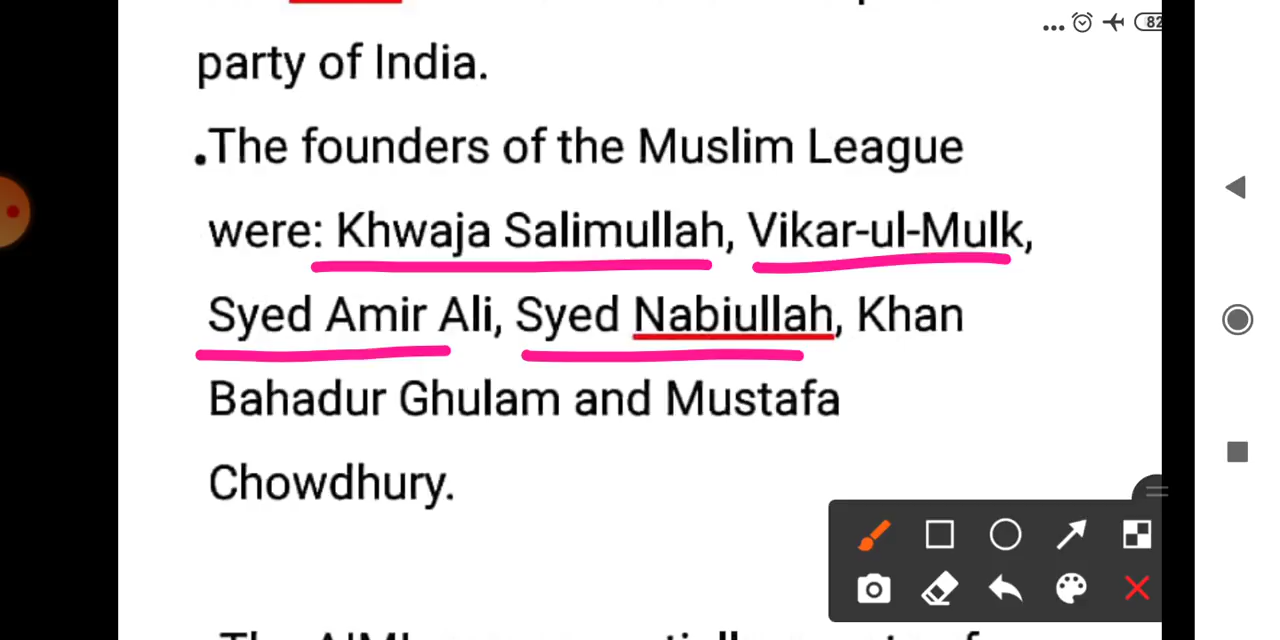 82
party of India.
.The founders of the Muslim League
were: Khwaja Salimullah, Vikar-ul-Mulk,
Syed Amir Ali, Syed Nabiullah, Khan
Bahadur Ghulam and Mustafa
Chowdhury.